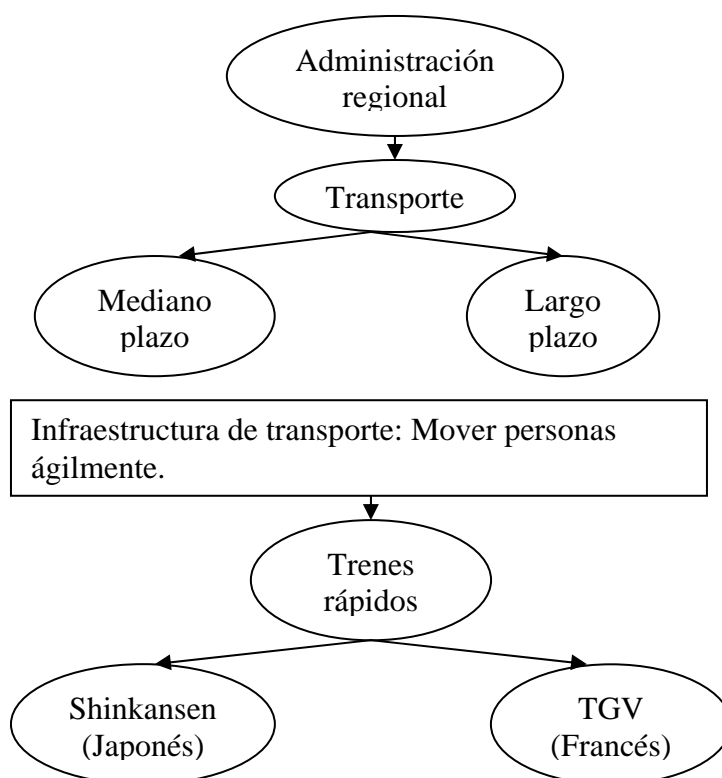 Administración
regional
Transporte
Mediano
plazo
Largo
plazo
Infraestructura de transporte: Mover personas
ágilmente.
Trenes
rápidos
Shinkansen
(Japonés)
TGV
(Francés)